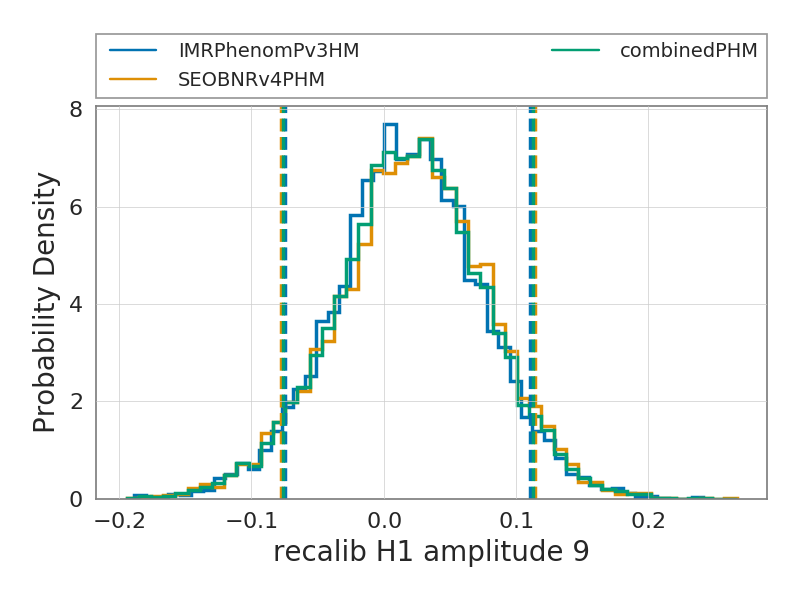 IMRPhenomPv3HM
SEOBNRv4PHM
combinedPHM
8
6
4
2
0
Probability Density
−0.2 −0.1 0.0 0.1 0.2
recalib H1 amplitude 9